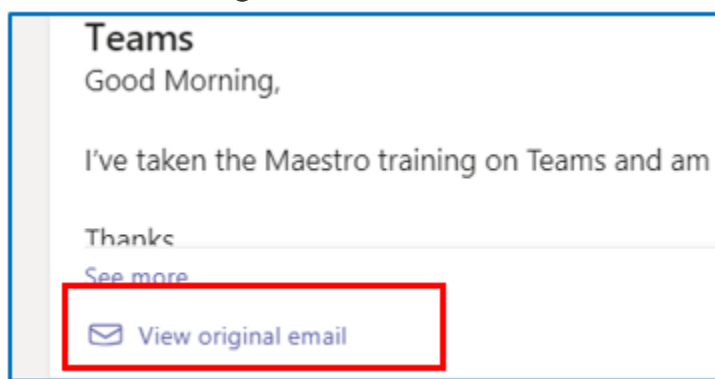 Teams
Good Morning,
I've taken the Maestro training on Teams and am
Thanks
See more
View original email